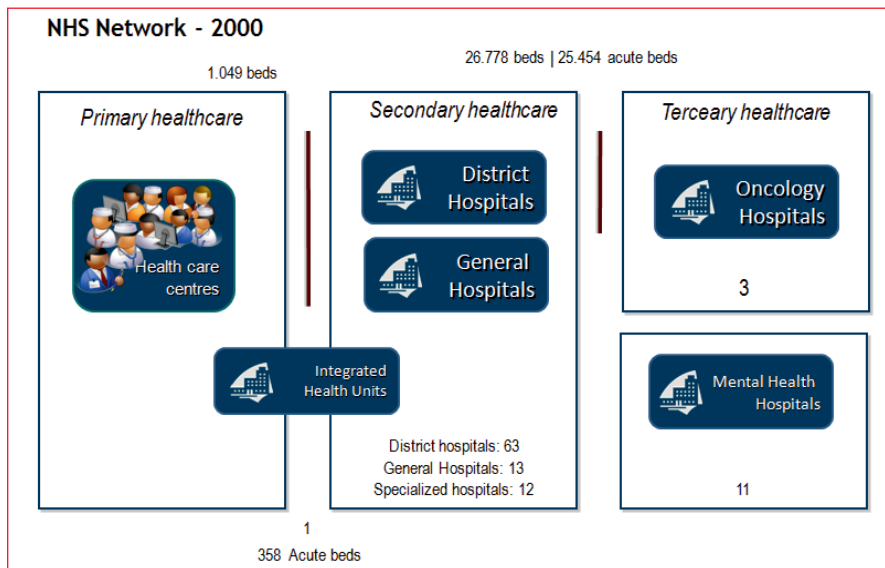 NHS Network - 2000
1.049 beds
26.778 beds | 25.454 acute beds
Primary healthcare
Health care
centres
Secondary healthcare
District
Hospitals
General
Hospitals
Integrated
Health Units
District hospitals: 63
General Hospitals: 13
Specialized hospitals: 12
Terceary healthcare
Oncology
Hospitals
3
Mental Health
Hospitals
11
1
358 Acute beds